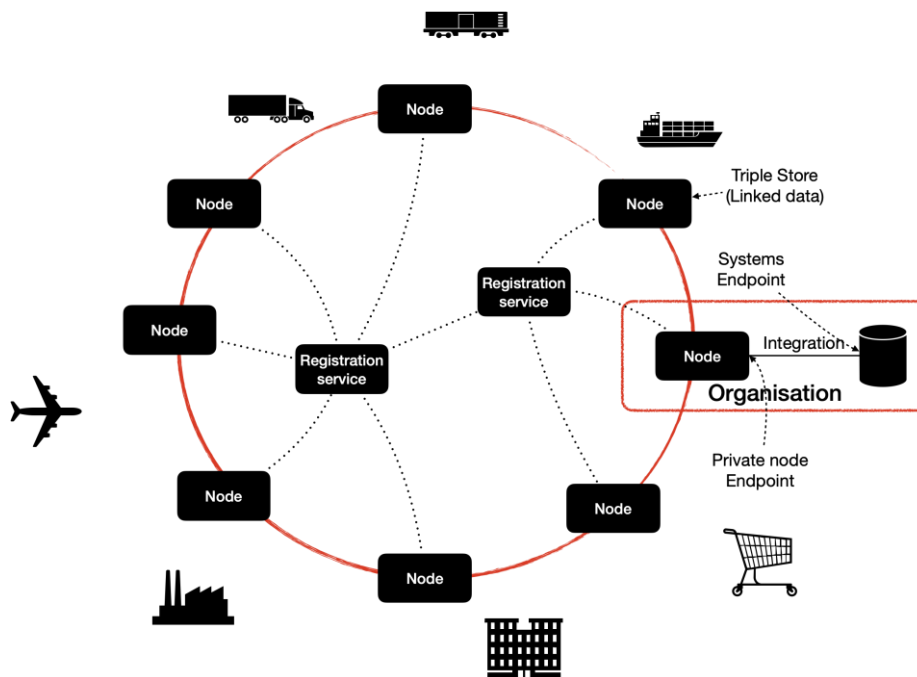 Node
Node
Node
Triple Store
(Linked data)
Systems
Endpoint
Registration
service
Node
Registration
service
Node
Integration
Organisation
Private node
Endpoint
Node
Node
Node